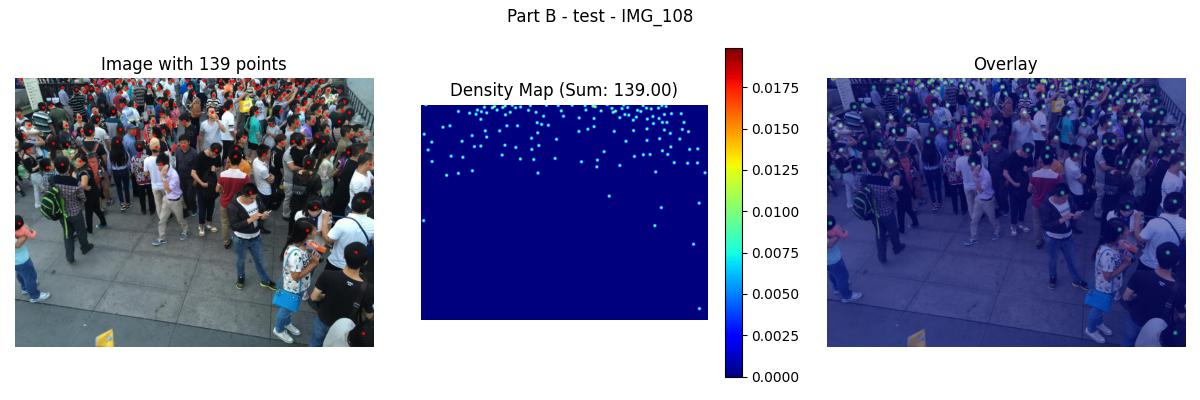 Part B - test - IMG_108
Image with 139 points
Density Map (Sum: 139.00)
Overlay
0.0175
0.0150
0.0125
0.0100
0.0075
0.0050
0.0025
0.0000